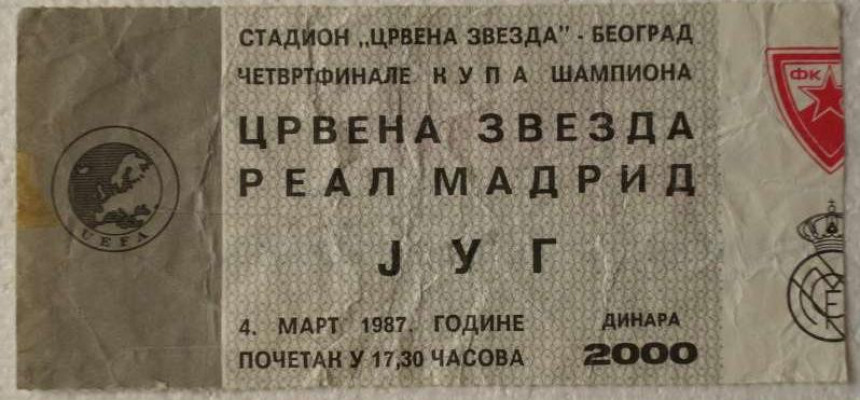 СТАДИОН „ЦРВЕНА ЗВЕЗДА" - БЕОГРАД
ЧЕТВРТФИНАЛЕ КУПА ШАМПИОНА
ЦРВЕНА ЗВЕЗДА
РЕАЛ МАДРИД
ЈУГ
4. МАРТ 1987. ГОДИНЕ
ПОЧЕТАК У 17,30 ЧАСОВА
ДИНАРА
2000
UEFA
ФК